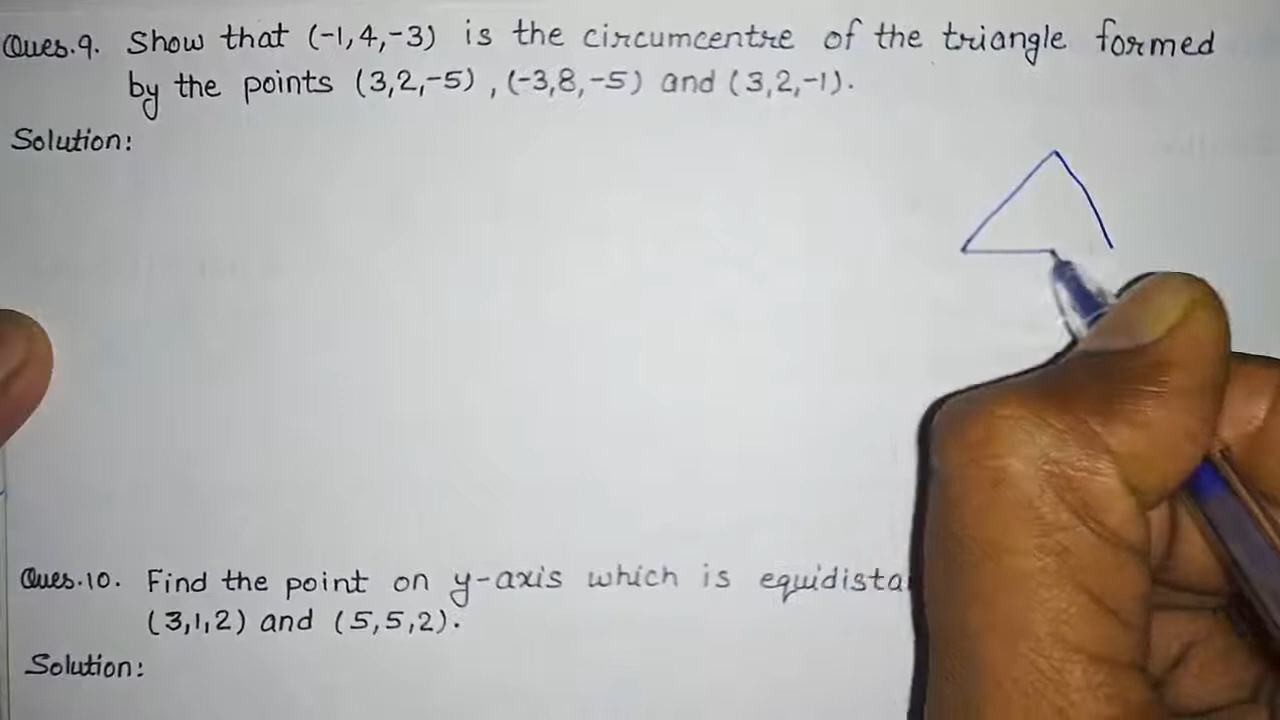 Ques.9. Show that (-1,4,-3) is the circumcentre of the triangle formed
by the points (3,2,-5), (-3,8,-5) and (3,2,-1).
Solution:
Ques.10. Find the point on y-axis which is
(3,1,2) and (5,5,2).
Solution: